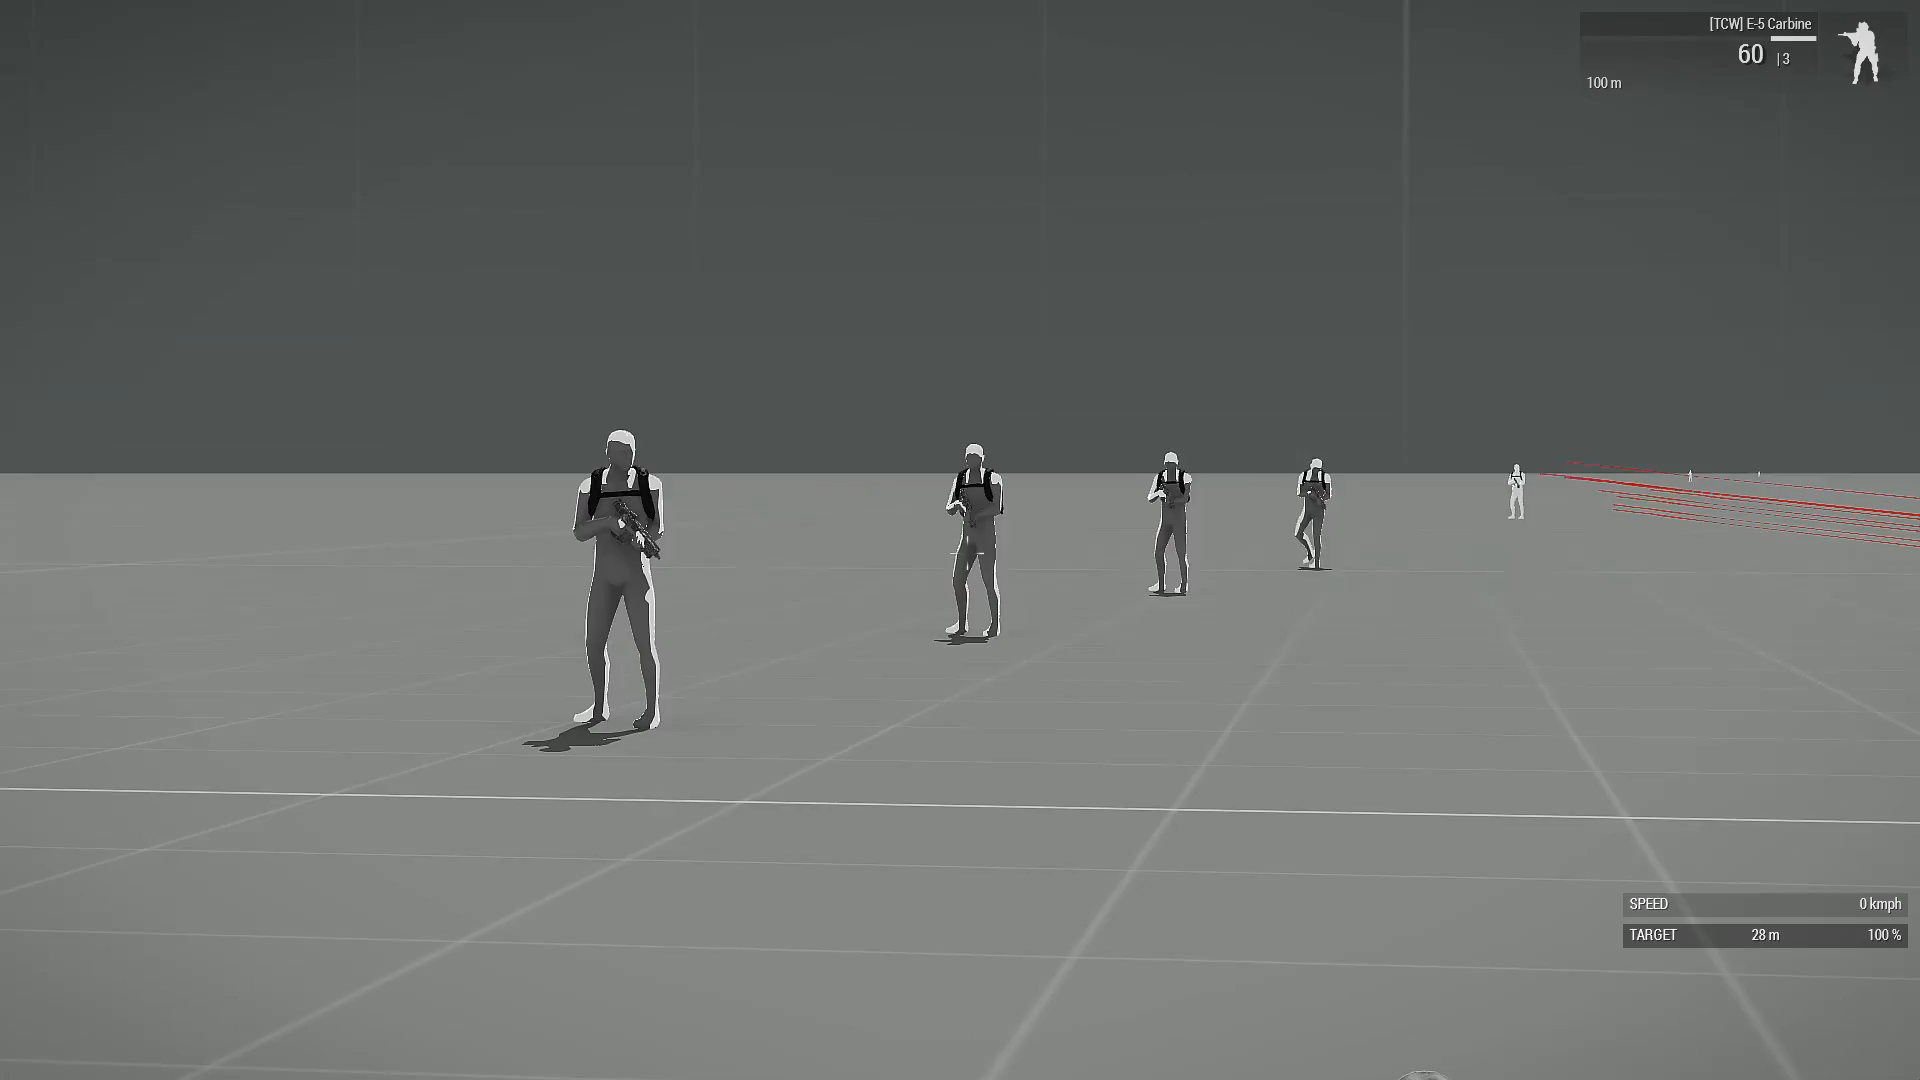 [TCW] E-5 Carbine
60 | 3
100 m
SPEED 0 kmph
TARGET 28 m 100 %